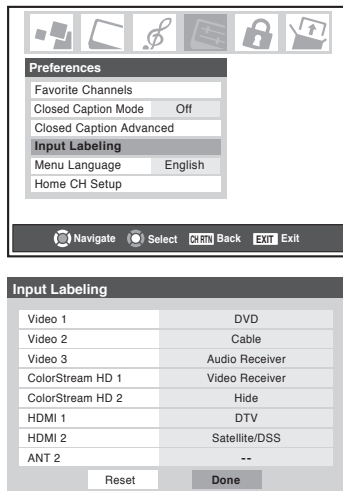 Preferences
Favorite Channels
Closed Caption Mode Off
Closed Caption Advanced
Input Labeling
Menu Language English
Home CH Setup
Navigate Select CH RTN Back EXIT Exit
Input Labeling
Video 1 DVD
Video 2 Cable
Video 3 Audio Receiver
ColorStream HD 1 Video Receiver
ColorStream HD 2 Hide
HDMI 1 DTV
HDMI 2 Satellite/DSS
ANT 2 --
Reset Done